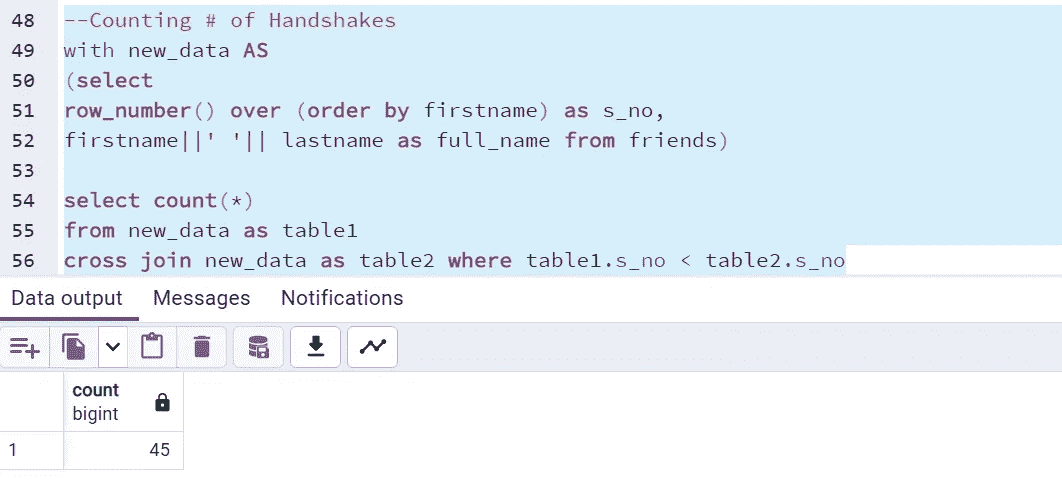 48 --Counting # of Handshakes
49 with new_data AS
50 (select
51 row_number() over (order by firstname) as s_no,
52 firstname||' '|| lastname as full_name from friends)
53
54 select count(*)
55 from new_data as table1
56 cross join new_data as table2 where table1.s_no < table2.s_no
Data output Messages Notifications
count
bigint
1 45